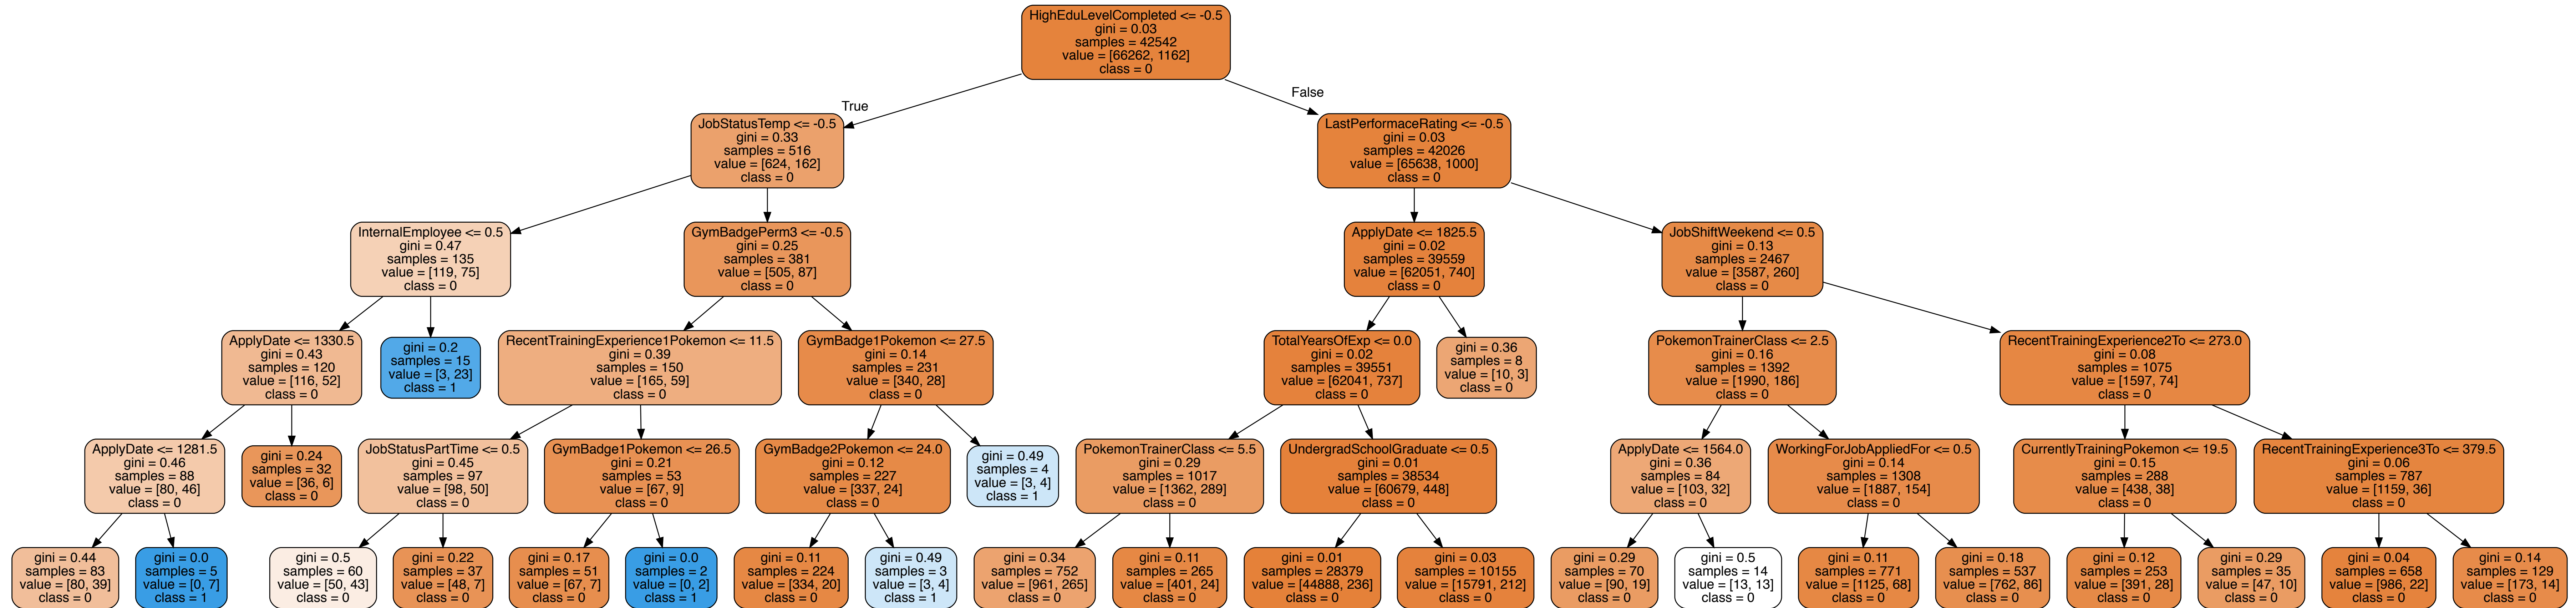 HighEduLevelCompleted <= -0.5
gini = 0.03
samples = 42542
value = [66262, 1162]
class = 0
True
False
JobStatusTemp <= -0.5
gini = 0.33
samples = 516
value = [624, 162]
class = 0
LastPerformaceRating <= -0.5
gini = 0.03
samples = 42026
value = [65638, 1000]
class = 0
InternalEmployee <= 0.5
gini = 0.47
samples = 135
value = [119, 75]
class = 0
GymBadgePerm3 <= -0.5
gini = 0.25
samples = 381
value = [505, 87]
class = 0
ApplyDate <= 1825.5
gini = 0.02
samples = 39559
value = [62051, 740]
class = 0
JobShiftWeekend <= 0.5
gini = 0.13
samples = 2467
value = [3587, 260]
class = 0
ApplyDate <= 1330.5
gini = 0.43
samples = 120
value = [116, 52]
class = 0
gini = 0.2
samples = 15
value = [3, 23]
class = 1
RecentTrainingExperience1Pokemon <= 11.5
gini = 0.39
samples = 150
value = [165, 59]
class = 0
GymBadge1Pokemon <= 27.5
gini = 0.14
samples = 231
value = [340, 28]
class = 0
TotalYearsOfExp <= 0.0
gini = 0.02
samples = 39551
value = [62041, 737]
class = 0
gini = 0.36
samples = 8
value = [10, 3]
class = 0
PokemonTrainerClass <= 2.5
gini = 0.16
samples = 1392
value = [1990, 186]
class = 0
RecentTrainingExperience2To <= 273.0
gini = 0.08
samples = 1075
value = [1597, 74]
class = 0
ApplyDate <= 1281.5
gini = 0.46
samples = 88
value = [80, 46]
class = 0
gini = 0.24
samples = 32
value = [36, 6]
class = 0
JobStatusPartTime <= 0.5
gini = 0.45
samples = 97
value = [98, 50]
class = 0
GymBadge1Pokemon <= 26.5
gini = 0.21
samples = 53
value = [67, 9]
class = 0
GymBadge2Pokemon <= 24.0
gini = 0.12
samples = 227
value = [337, 24]
class = 0
gini = 0.49
samples = 4
value = [3, 4]
class = 1
PokemonTrainerClass <= 5.5
gini = 0.29
samples = 1017
value = [1362, 289]
class = 0
UndergradSchoolGraduate <= 0.5
gini = 0.01
samples = 38534
value = [60679, 448]
class = 0
ApplyDate <= 1564.0
gini = 0.36
samples = 84
value = [103, 32]
class = 0
WorkingForJobAppliedFor <= 0.5
gini = 0.14
samples = 1308
value = [1887, 154]
class = 0
CurrentlyTrainingPokemon <= 19.5
gini = 0.15
samples = 288
value = [438, 38]
class = 0
RecentTrainingExperience3To <= 379.5
gini = 0.06
samples = 787
value = [1159, 36]
class = 0
gini = 0.44
samples = 83
value = [80, 39]
class = 0
gini = 0.0
samples = 5
value = [0, 7]
class = 1
gini = 0.5
samples = 60
value = [50, 43]
class = 0
gini = 0.22
samples = 37
value = [48, 7]
class = 0
gini = 0.17
samples = 51
value = [67, 7]
class = 0
gini = 0.0
samples = 2
value = [0, 2]
class = 1
gini = 0.11
samples = 224
value = [334, 20]
class = 0
gini = 0.49
samples = 3
value = [3, 4]
class = 1
gini = 0.34
samples = 752
value = [961, 265]
class = 0
gini = 0.11
samples = 265
value = [401, 24]
class = 0
gini = 0.01
samples = 28379
value = [44888, 236]
class = 0
gini = 0.03
samples = 10155
value = [15791, 212]
class = 0
gini = 0.29
samples = 70
value = [90, 19]
class = 0
gini = 0.5
samples = 14
value = [13, 13]
class = 0
gini = 0.11
samples = 771
value = [1125, 68]
class = 0
gini = 0.18
samples = 537
value = [762, 86]
class = 0
gini = 0.12
samples = 253
value = [391, 28]
class = 0
gini = 0.29
samples = 35
value = [47, 10]
class = 0
gini = 0.04
samples = 658
value = [986, 22]
class = 0
gini = 0.14
samples = 129
value = [173, 14]
class = 0